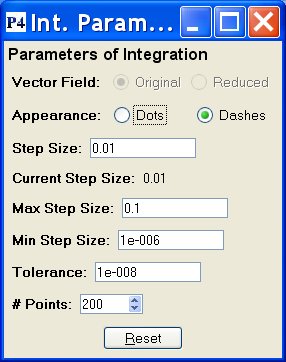 P4 Int. Param...
Parameters of Integration
Vector Field: Original Reduced
Appearance: Dots Dashes
Step Size: 0.01
Current Step Size: 0.01
Max Step Size: 0.1
Min Step Size: 1e-006
Tolerance: 1e-008
# Points: 200
Reset